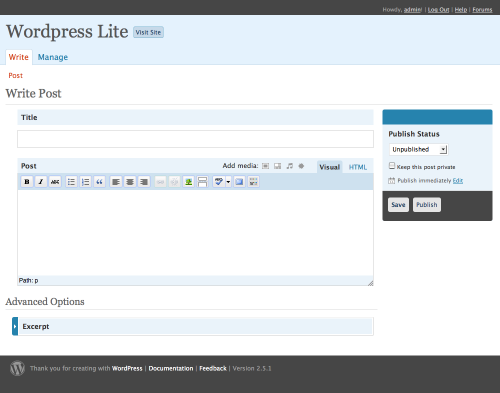 Howdy, admin! | Log Out | Help | Forums
Wordpress Lite Visit Site
Write Manage
Post
Write Post
Title
Post Add media: Visual HTML
B I ABC
Path: p
Publish Status
Unpublished
Keep this post private
Publish immediately Edit
Save Publish
Advanced Options
Excerpt
Thank you for creating with WordPress | Documentation | Feedback | Version 2.5.1